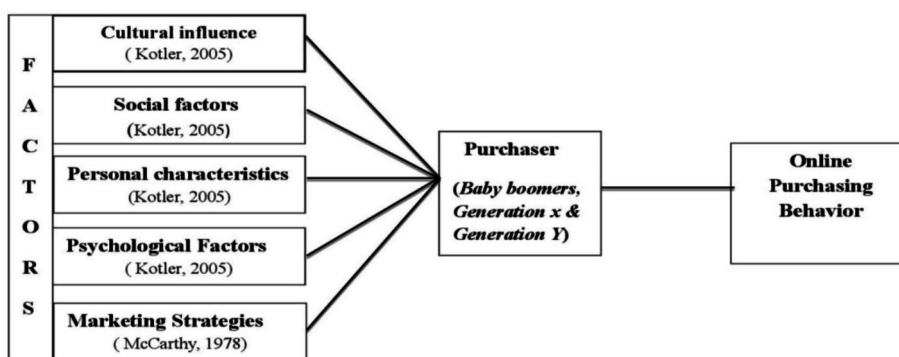 F
A
C
T
O
R
S
Cultural influence
( Kotler, 2005)
Social factors
(Kotler, 2005)
Personal characteristics
(Kotler, 2005)
Psychological Factors
( Kotler, 2005)
Marketing Strategies
( McCarthy, 1978)
Purchaser
(Baby boomers,
Generation x &
Generation Y)
Online
Purchasing
Behavior